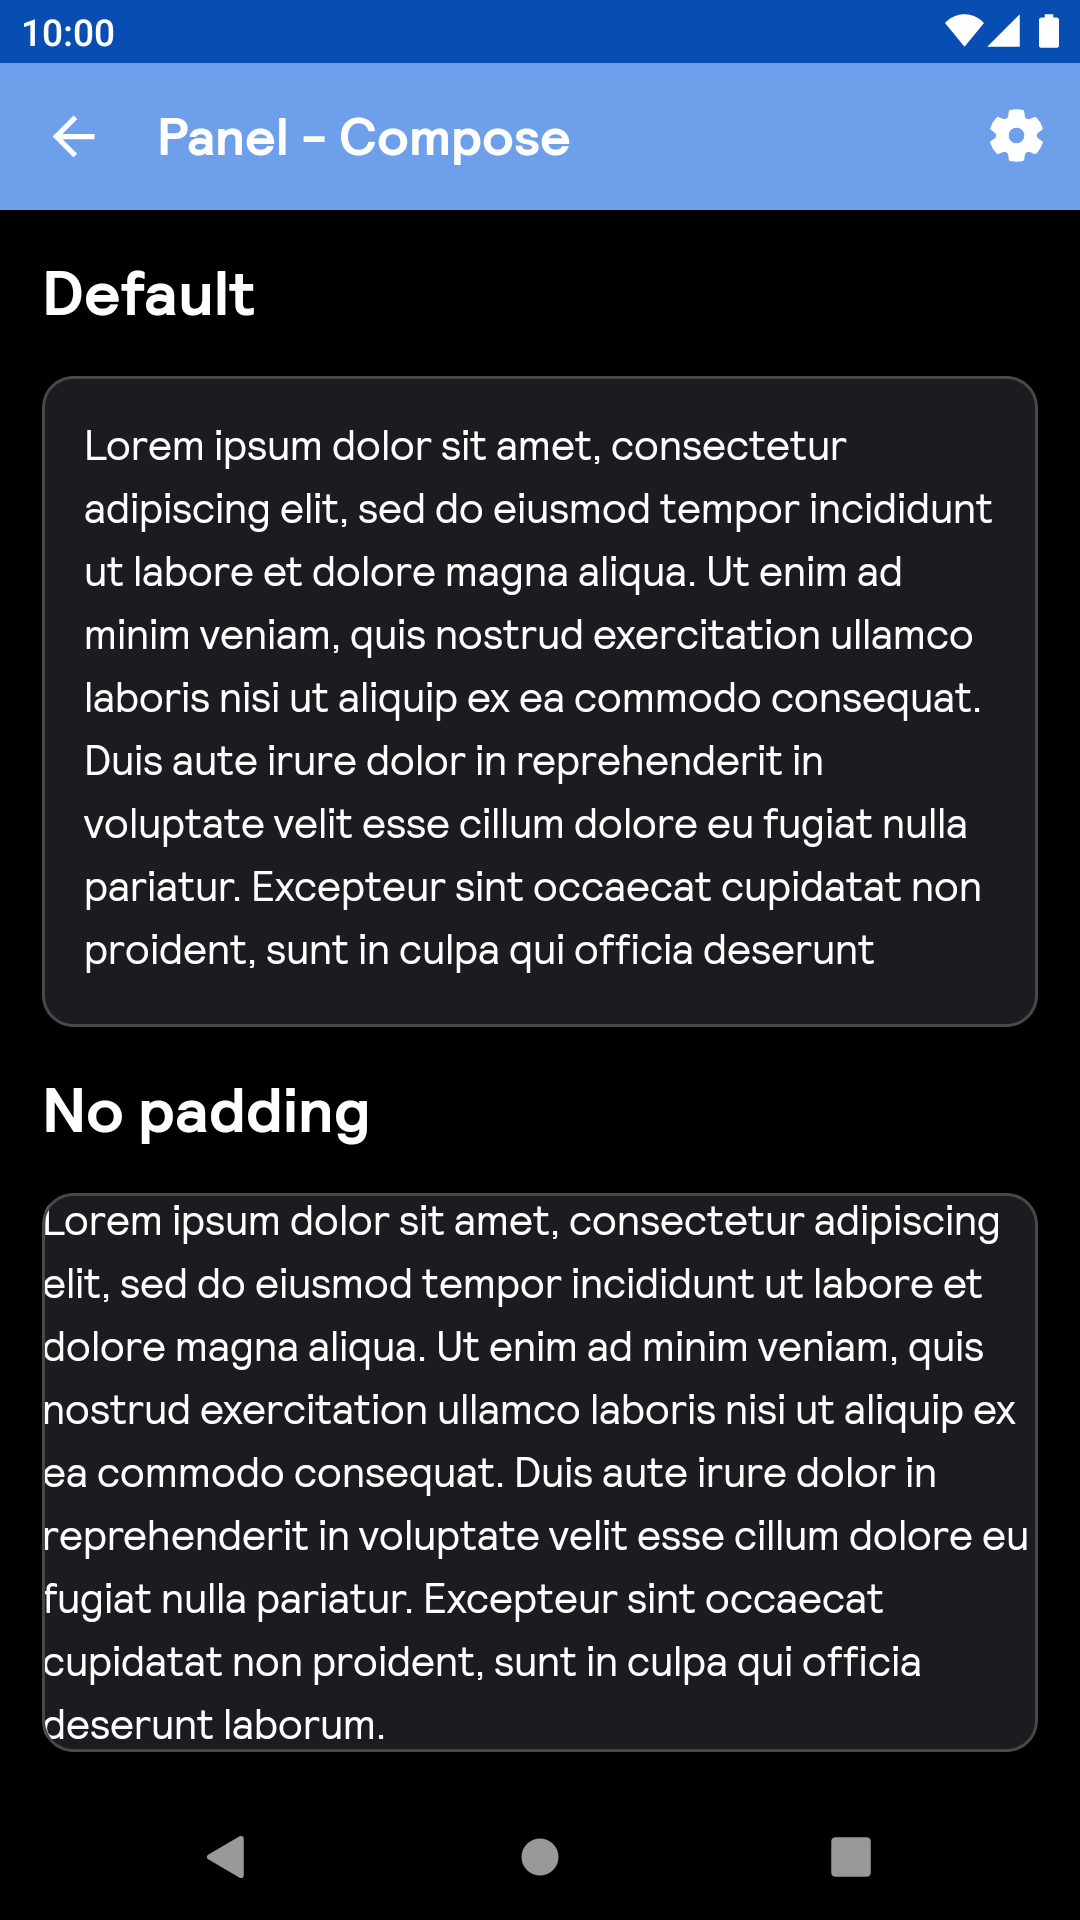 10:00
Panel - Compose
Default
Lorem ipsum dolor sit amet, consectetur
adipiscing elit, sed do eiusmod tempor incididunt
ut labore et dolore magna aliqua. Ut enim ad
minim veniam, quis nostrud exercitation ullamco
laboris nisi ut aliquip ex ea commodo consequat.
Duis aute irure dolor in reprehenderit in
voluptate velit esse cillum dolore eu fugiat nulla
pariatur. Excepteur sint occaecat cupidatat non
proident, sunt in culpa qui officia deserunt
No padding
Lorem ipsum dolor sit amet, consectetur adipiscing
elit, sed do eiusmod tempor incididunt ut labore et
dolore magna aliqua. Ut enim ad minim veniam, quis
nostrud exercitation ullamco laboris nisi ut aliquip ex
ea commodo consequat. Duis aute irure dolor in
reprehenderit in voluptate velit esse cillum dolore eu
fugiat nulla pariatur. Excepteur sint occaecat
cupidatat non proident, sunt in culpa qui officia
deserunt laborum.